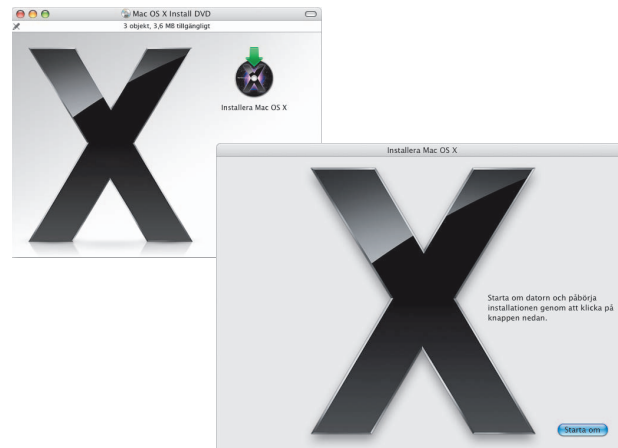 Mac OS X Install DVD
3 objekt, 3,6 MB tillgängligt
Installera Mac OS X
Installera Mac OS X
Starta om datorn och påbörja
installationen genom att klicka på
knappen nedan.
Starta om